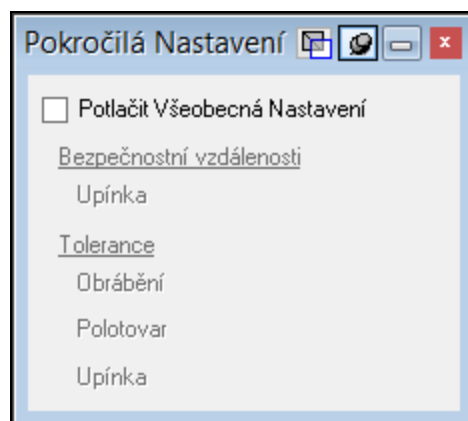 Pokročilá Nastavení
Potlačit Všeobecná Nastavení
Bezpečnostní vzdálenosti
Upínka
Tolerance
Obrábění
Polotovar
Upínka